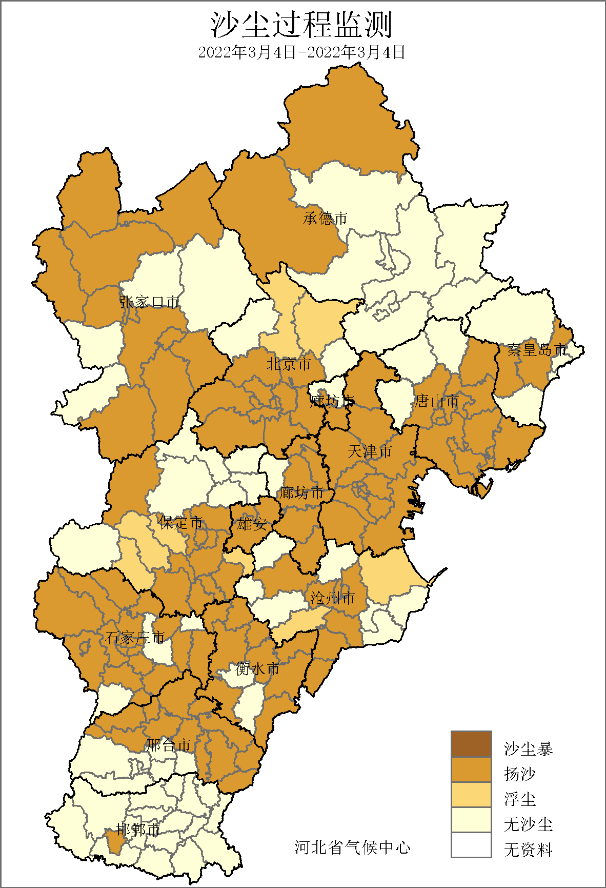 沙尘过程监测
2022年3月4日-2022年3月4日
承德市
张家口市
秦皇岛市
北京市
廊坊市
唐山市
天津市
廊坊市
保定市
雄安
沧州市
石家庄市
衡水市
邢台市
邯郸市
沙尘暴
扬沙
浮尘
无沙尘
无资料
河北省气候中心